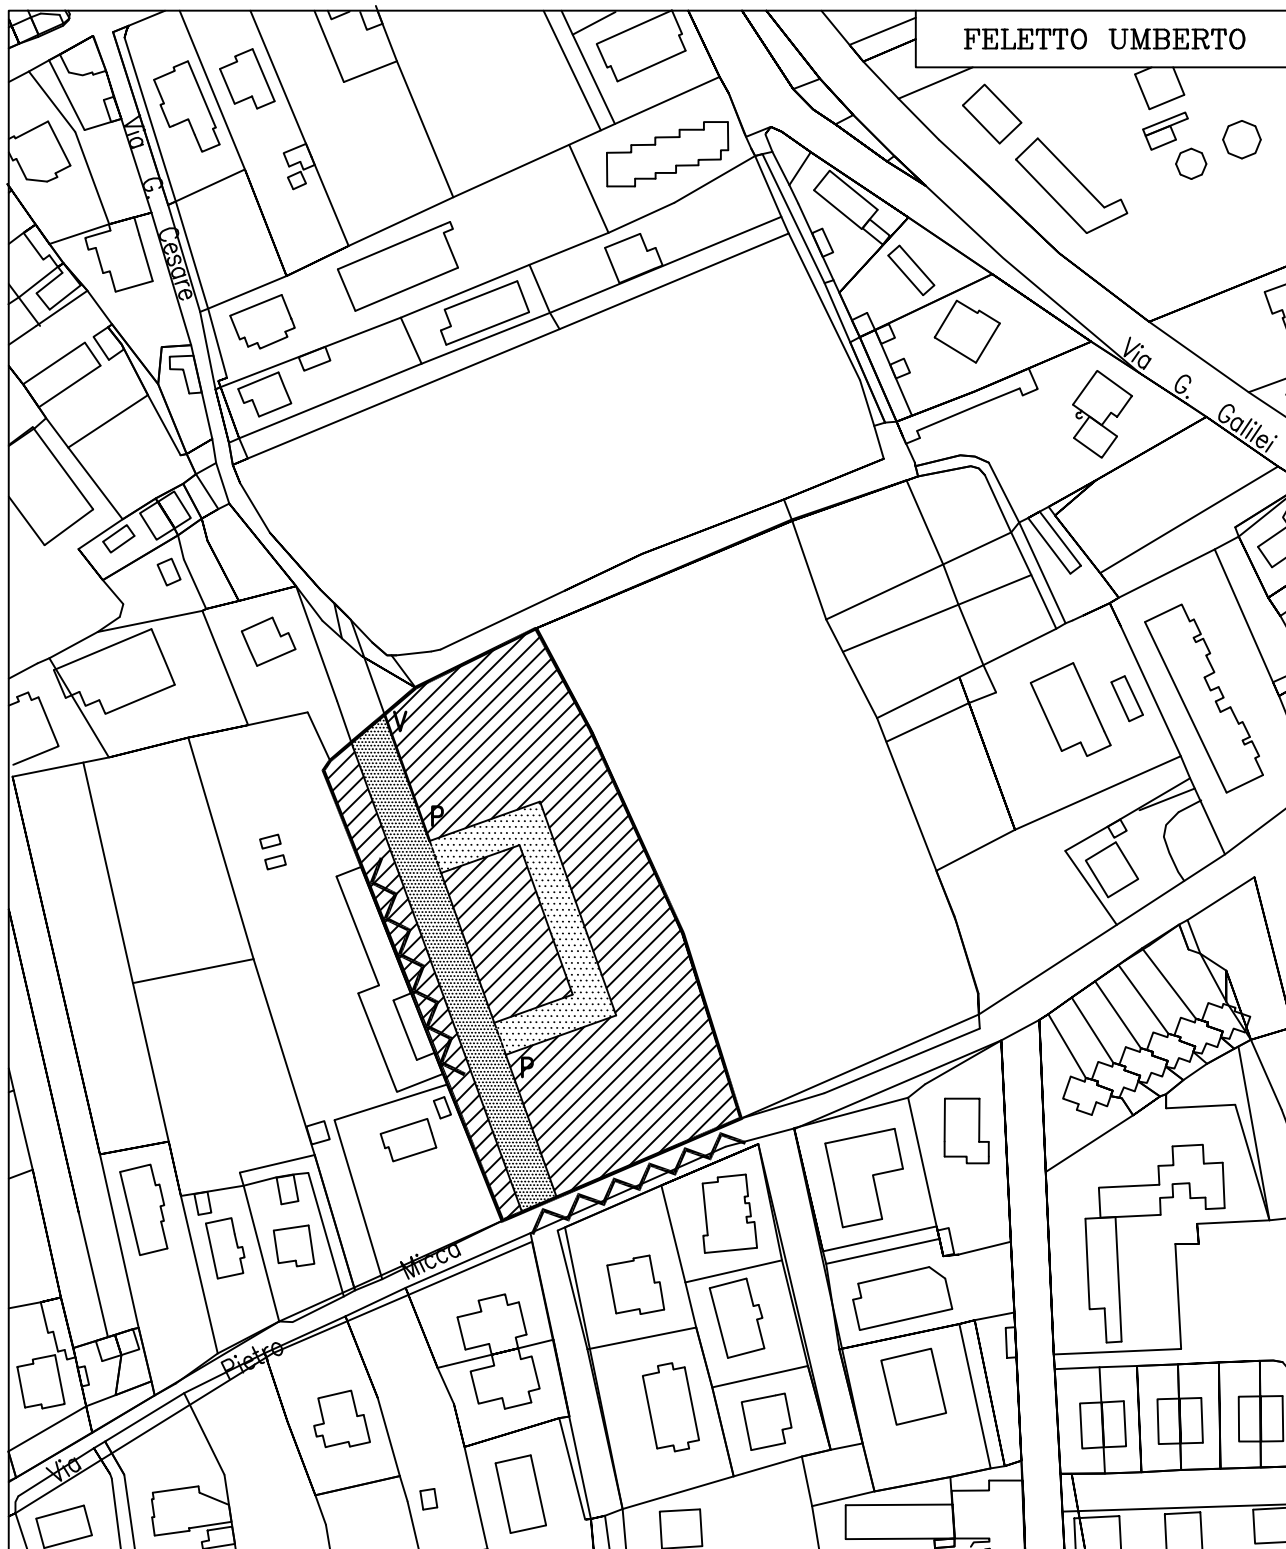 FELETTO UMBERTO
Via G. Cesare
Via G. Galilei
V
P
P
Via Pietro Micca